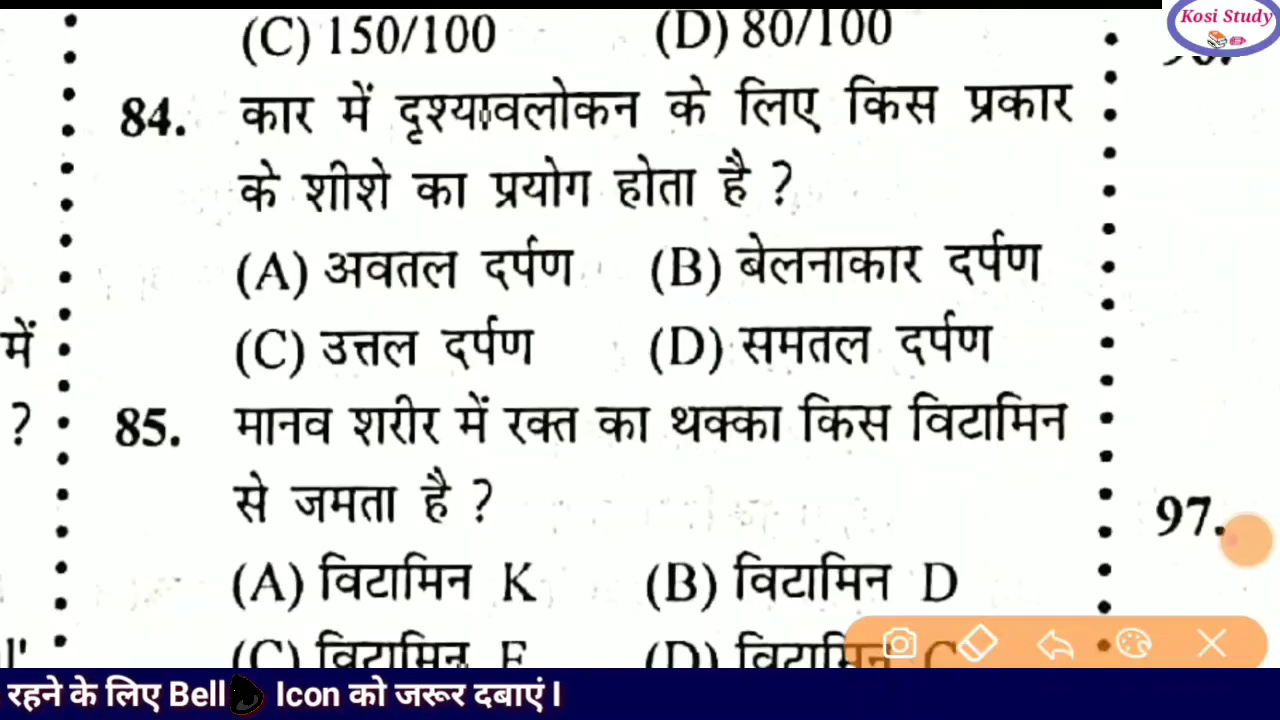 (C) 150/100 (D) 80/100
Kosi Study
84. कार में दृश्यावलोकन के लिए किस प्रकार
के शीशे का प्रयोग होता है ?
(A) अवतल दर्पण (B) बेलनाकार दर्पण
(C) उत्तल दर्पण (D) समतल दर्पण
में
?
85. मानव शरीर में रक्त का थक्का किस विटामिन
से जमता है ?
97.
(A) विटामिन K (B) विटामिन D
(C) विटामिन E (D) विटामिन C
रहने के लिए Bell Icon को जरूर दबाएं I